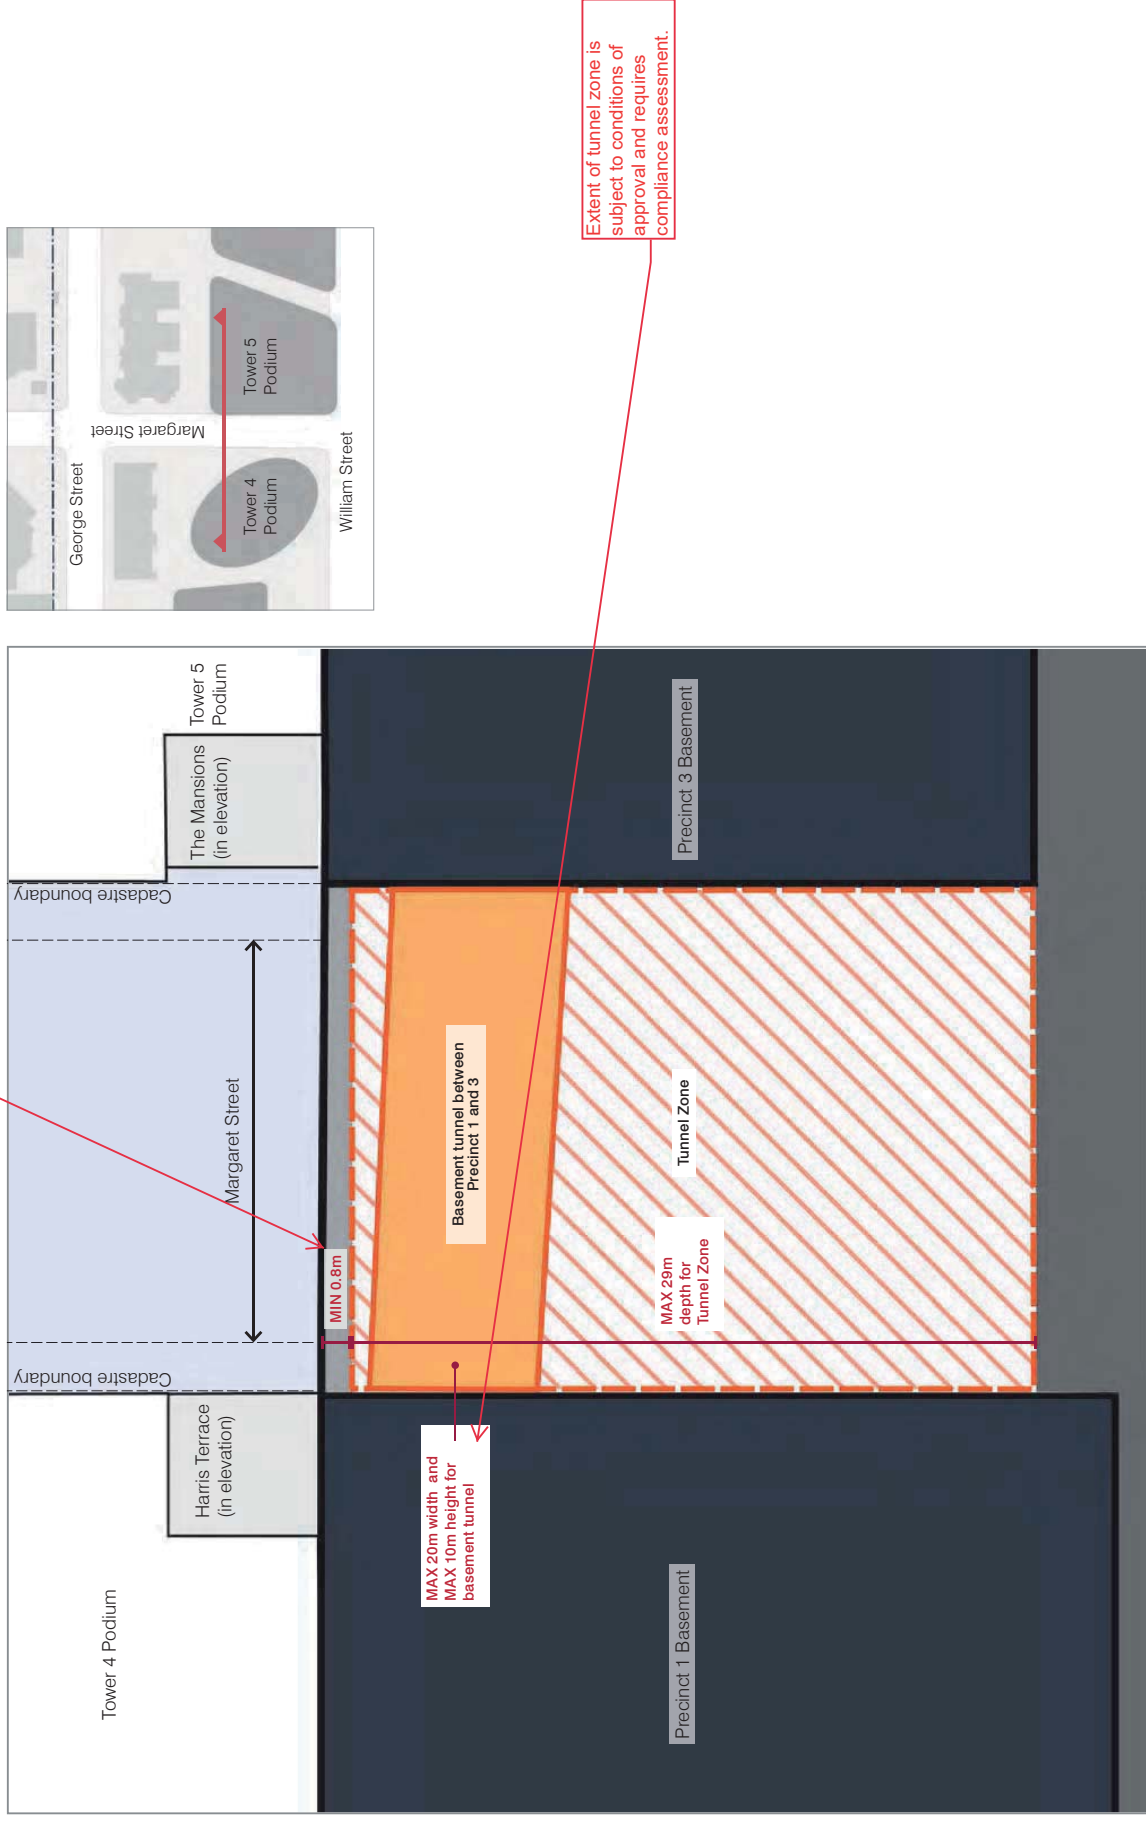 Tower 4 Podium
Harris Terrace
(in elevation)
Cadastre boundary
Margaret Street
Cadastre boundary
The Mansions
(in elevation)
Tower 5
Podium
MIN 0.8m
MAX 20m width and
MAX 10m height for
basement tunnel
Basement tunnel between
Precinct 1 and 3
MAX 29m
depth for
Tunnel Zone
Tunnel Zone
Precinct 1 Basement
Precinct 3 Basement
George Street
Margaret Street
Tower 4
Podium
Tower 5
Podium
William Street
Extent of tunnel zone is
subject to conditions of
approval and requires
compliance assessment.